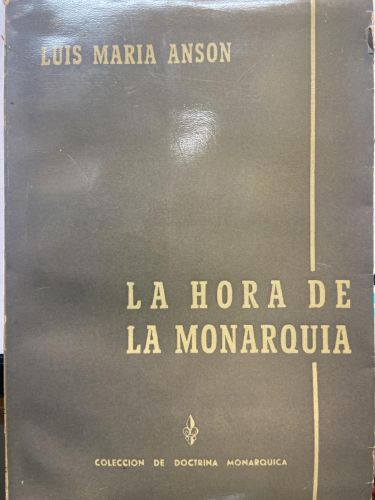 LUIS MARIA ANSON
LA HORA DE
LA MONARQUIA
COLECCION DE DOCTRINA MONARQUICA